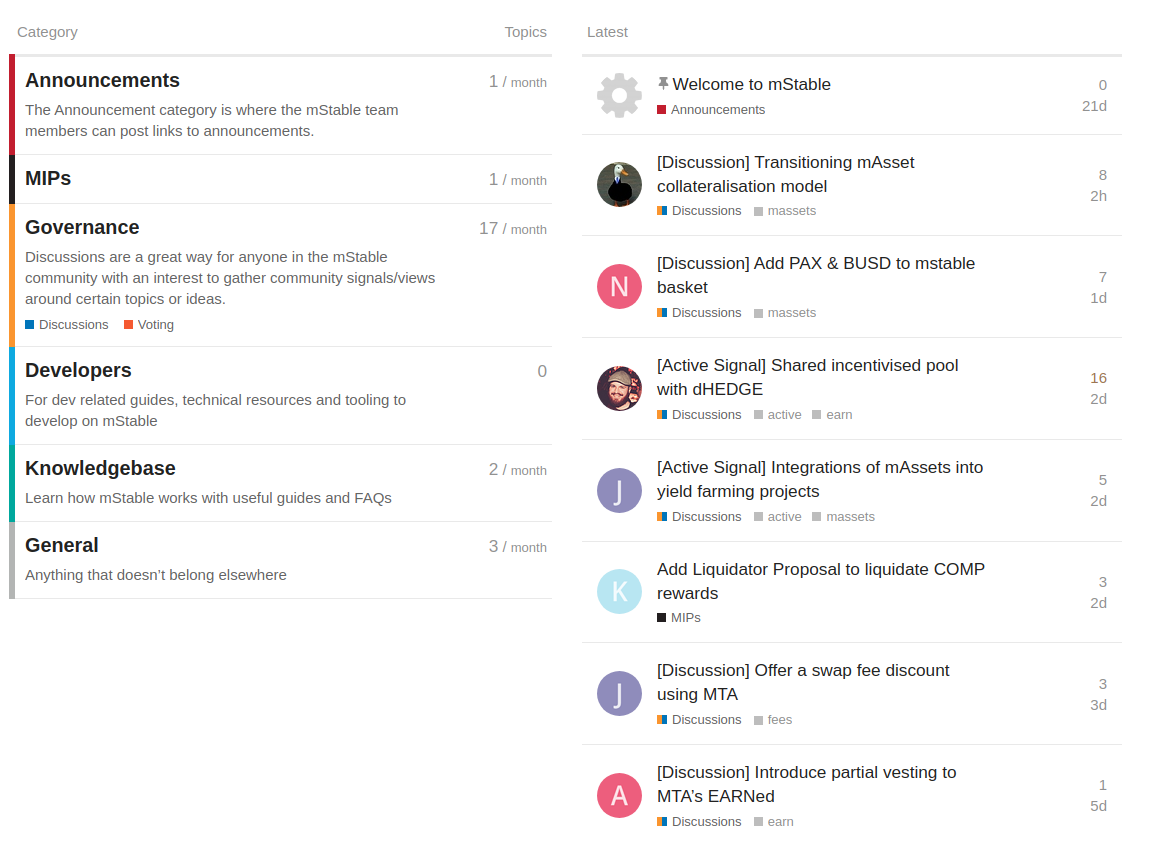 Category Topics
Announcements 1 / month
The Announcement category is where the mStable team
members can post links to announcements.
MIPs 1 / month
Governance 17 / month
Discussions are a great way for anyone in the mStable
community with an interest to gather community signals/views
around certain topics or ideas.
Discussions Voting
Developers 0
For dev related guides, technical resources and tooling to
develop on mStable
Knowledgebase 2 / month
Learn how mStable works with useful guides and FAQs
General 3 / month
Anything that doesn’t belong elsewhere
Latest
Welcome to mStable 0
Announcements 21d
[Discussion] Transitioning mAsset
collateralisation model 8
Discussions massets 2h
N
[Discussion] Add PAX & BUSD to mstable
basket 7
Discussions massets 1d
[Active Signal] Shared incentivised pool
with dHEDGE 16
Discussions active earn 2d
J
[Active Signal] Integrations of mAssets into
yield farming projects 5
Discussions active massets 2d
K
Add Liquidator Proposal to liquidate COMP
rewards 3
MIPs 2d
J
[Discussion] Offer a swap fee discount
using MTA 3
Discussions fees 3d
A
[Discussion] Introduce partial vesting to
MTA’s EARNed 1
Discussions earn 5d